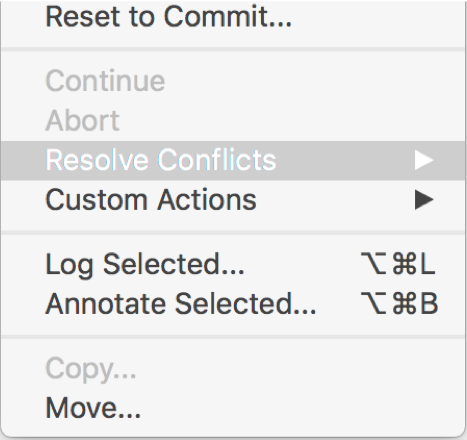 Reset to Commit...
Continue
Abort
Resolve Conflicts ▶
Custom Actions ▶
Log Selected... ⌥⌘L
Annotate Selected... ⌥⌘B
Copy...
Move...